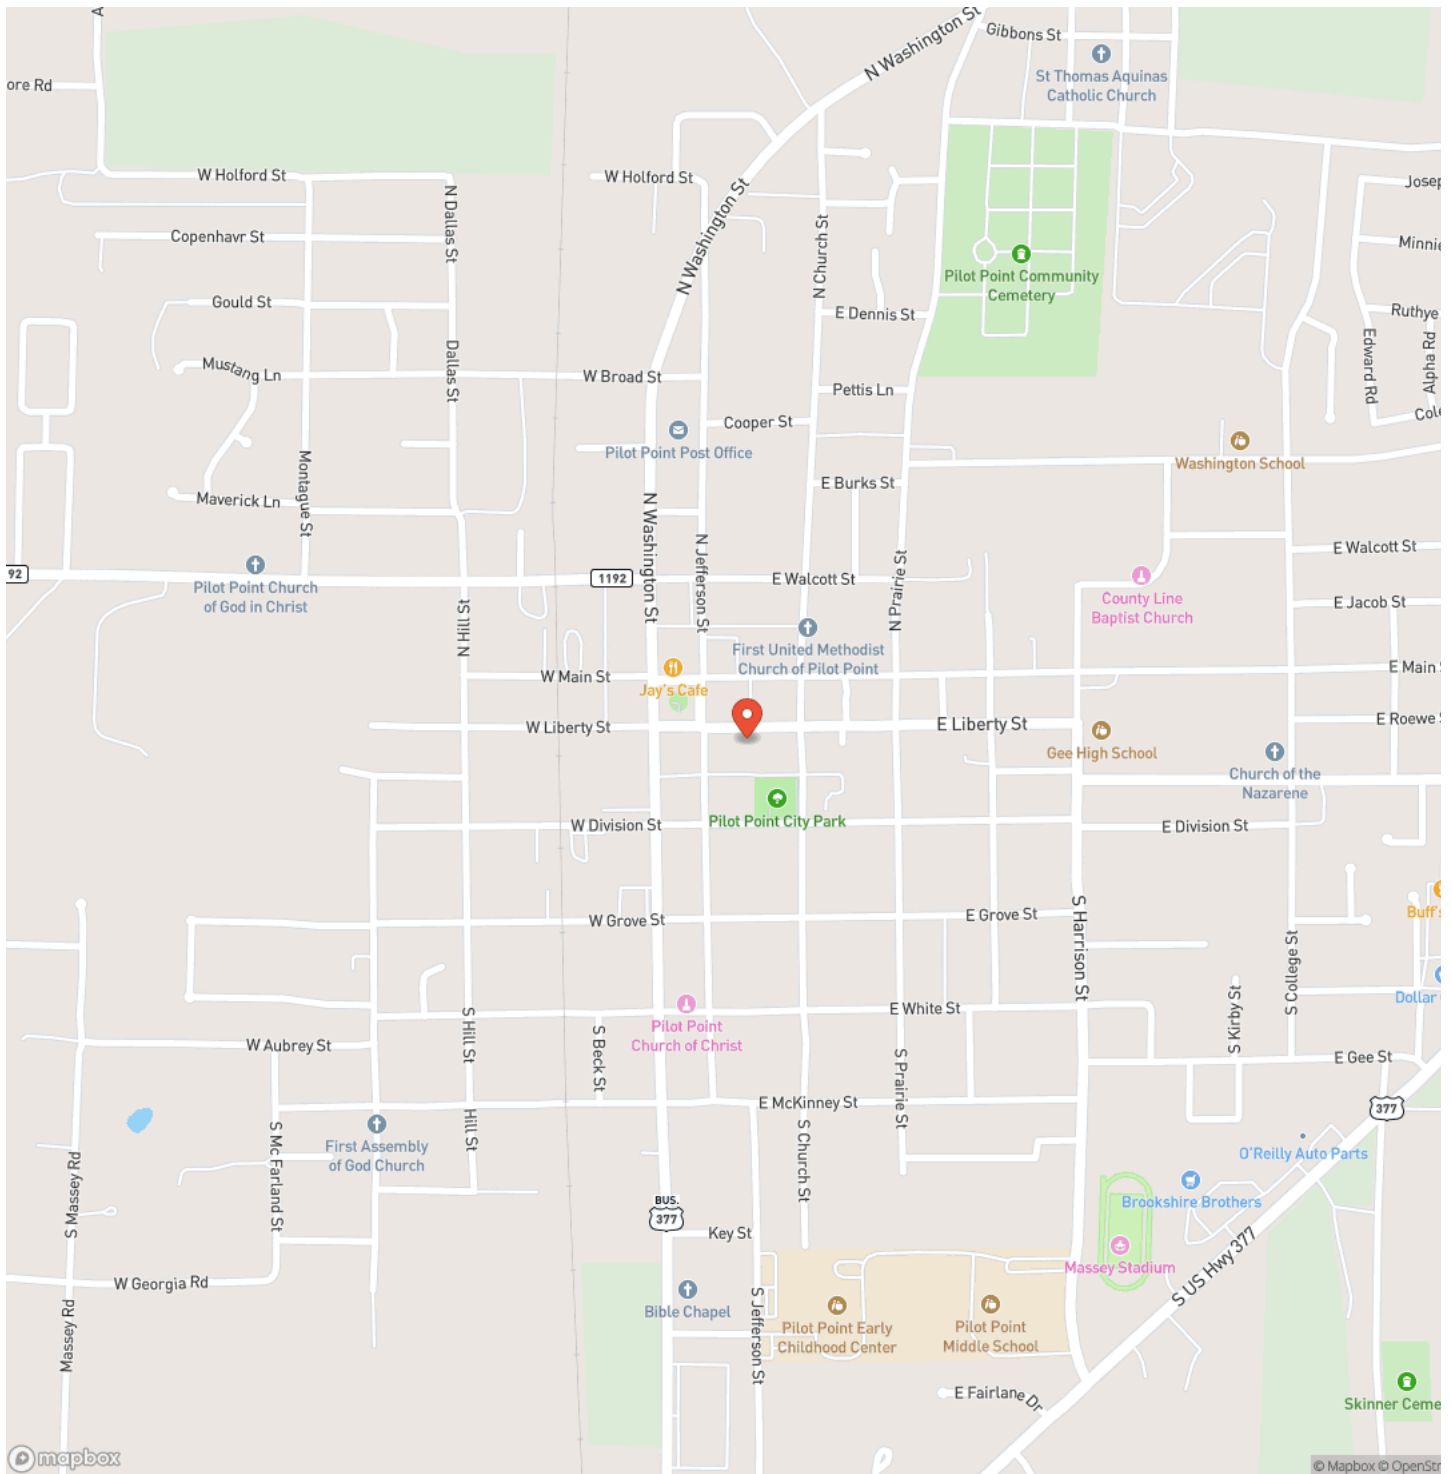 N Washington St
Gibbons St
St Thomas Aquinas
Catholic Church
ore Rd
W Holford St
W Holford St
N Dallas St
N Washington St
N Church St
Josep
Copenhavr St
Minnie
Pilot Point Community
Cemetery
Gould St
E Dennis St
Ruthye
Edward Rd
Alpha Rd
Mustang Ln
Dallas St
W Broad St
Pettis Ln
Cooper St
Cole
Pilot Point Post Office
Washington School
Montague St
Maverick Ln
E Burks St
N Washington St
N Jefferson St
N Prairie St
E Walcott St
92
1192
E Walcott St
Pilot Point Church
of God in Christ
N Hill St
County Line
Baptist Church
E Jacob St
First United Methodist
Church of Pilot Point
W Main St
Jay's Cafe
E Main S
W Liberty St
E Liberty St
E Roewe S
Gee High School
Church of the
Nazarene
Pilot Point City Park
W Division St
E Division St
W Grove St
E Grove St
S Harrison St
Buff's
S College St
Dollar
S Hill St
E White St
S Kirby St
Pilot Point
Church of Christ
S Beck St
W Aubrey St
S Prairie St
E Gee St
E McKinney St
377
Hill St
S Mc Farland St
S Church St
First Assembly
of God Church
O'Reilly Auto Parts
S Massey Rd
Brookshire Brothers
BUS.
377
Key St
S US Hwy 377
Massey Stadium
W Georgia Rd
Massey Rd
Bible Chapel
S Jefferson St
Pilot Point Early
Childhood Center
Pilot Point
Middle School
E Fairlane Dr
Skinner Ceme
mapbox
© Mapbox © OpenStr